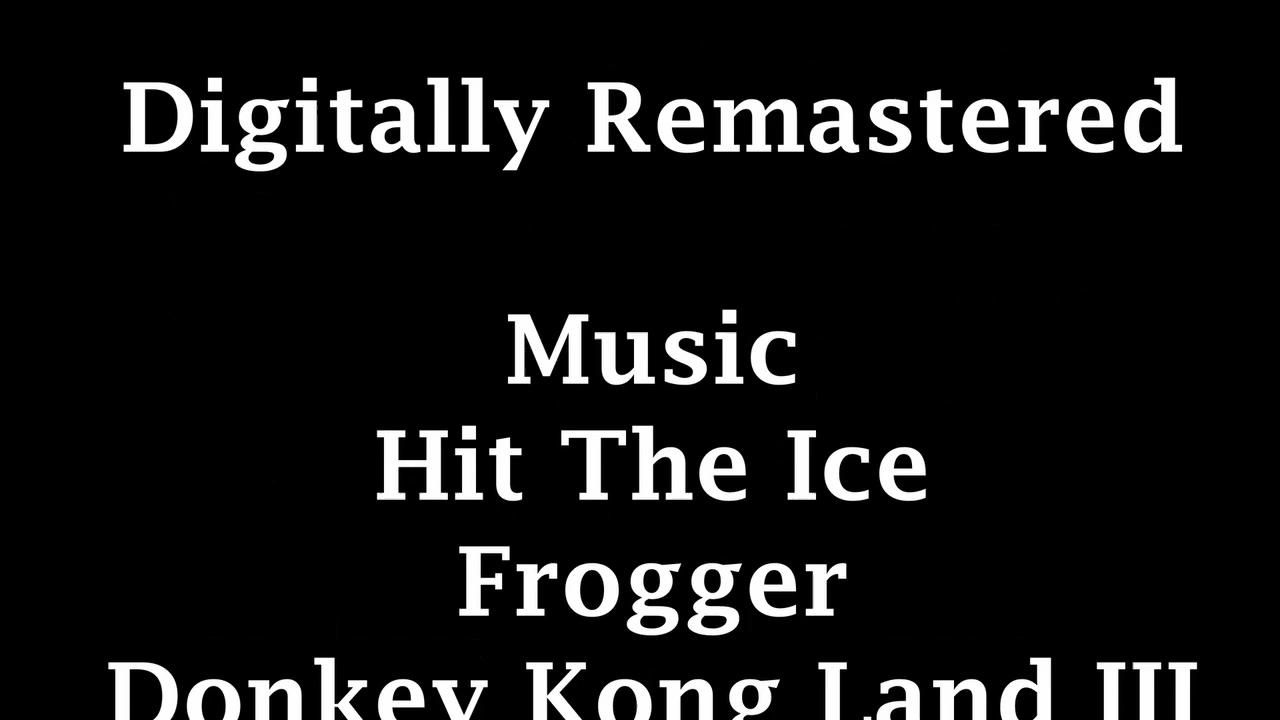 Digitally Remastered
Music
Hit The Ice
Frogger
Donkey Kong Land III